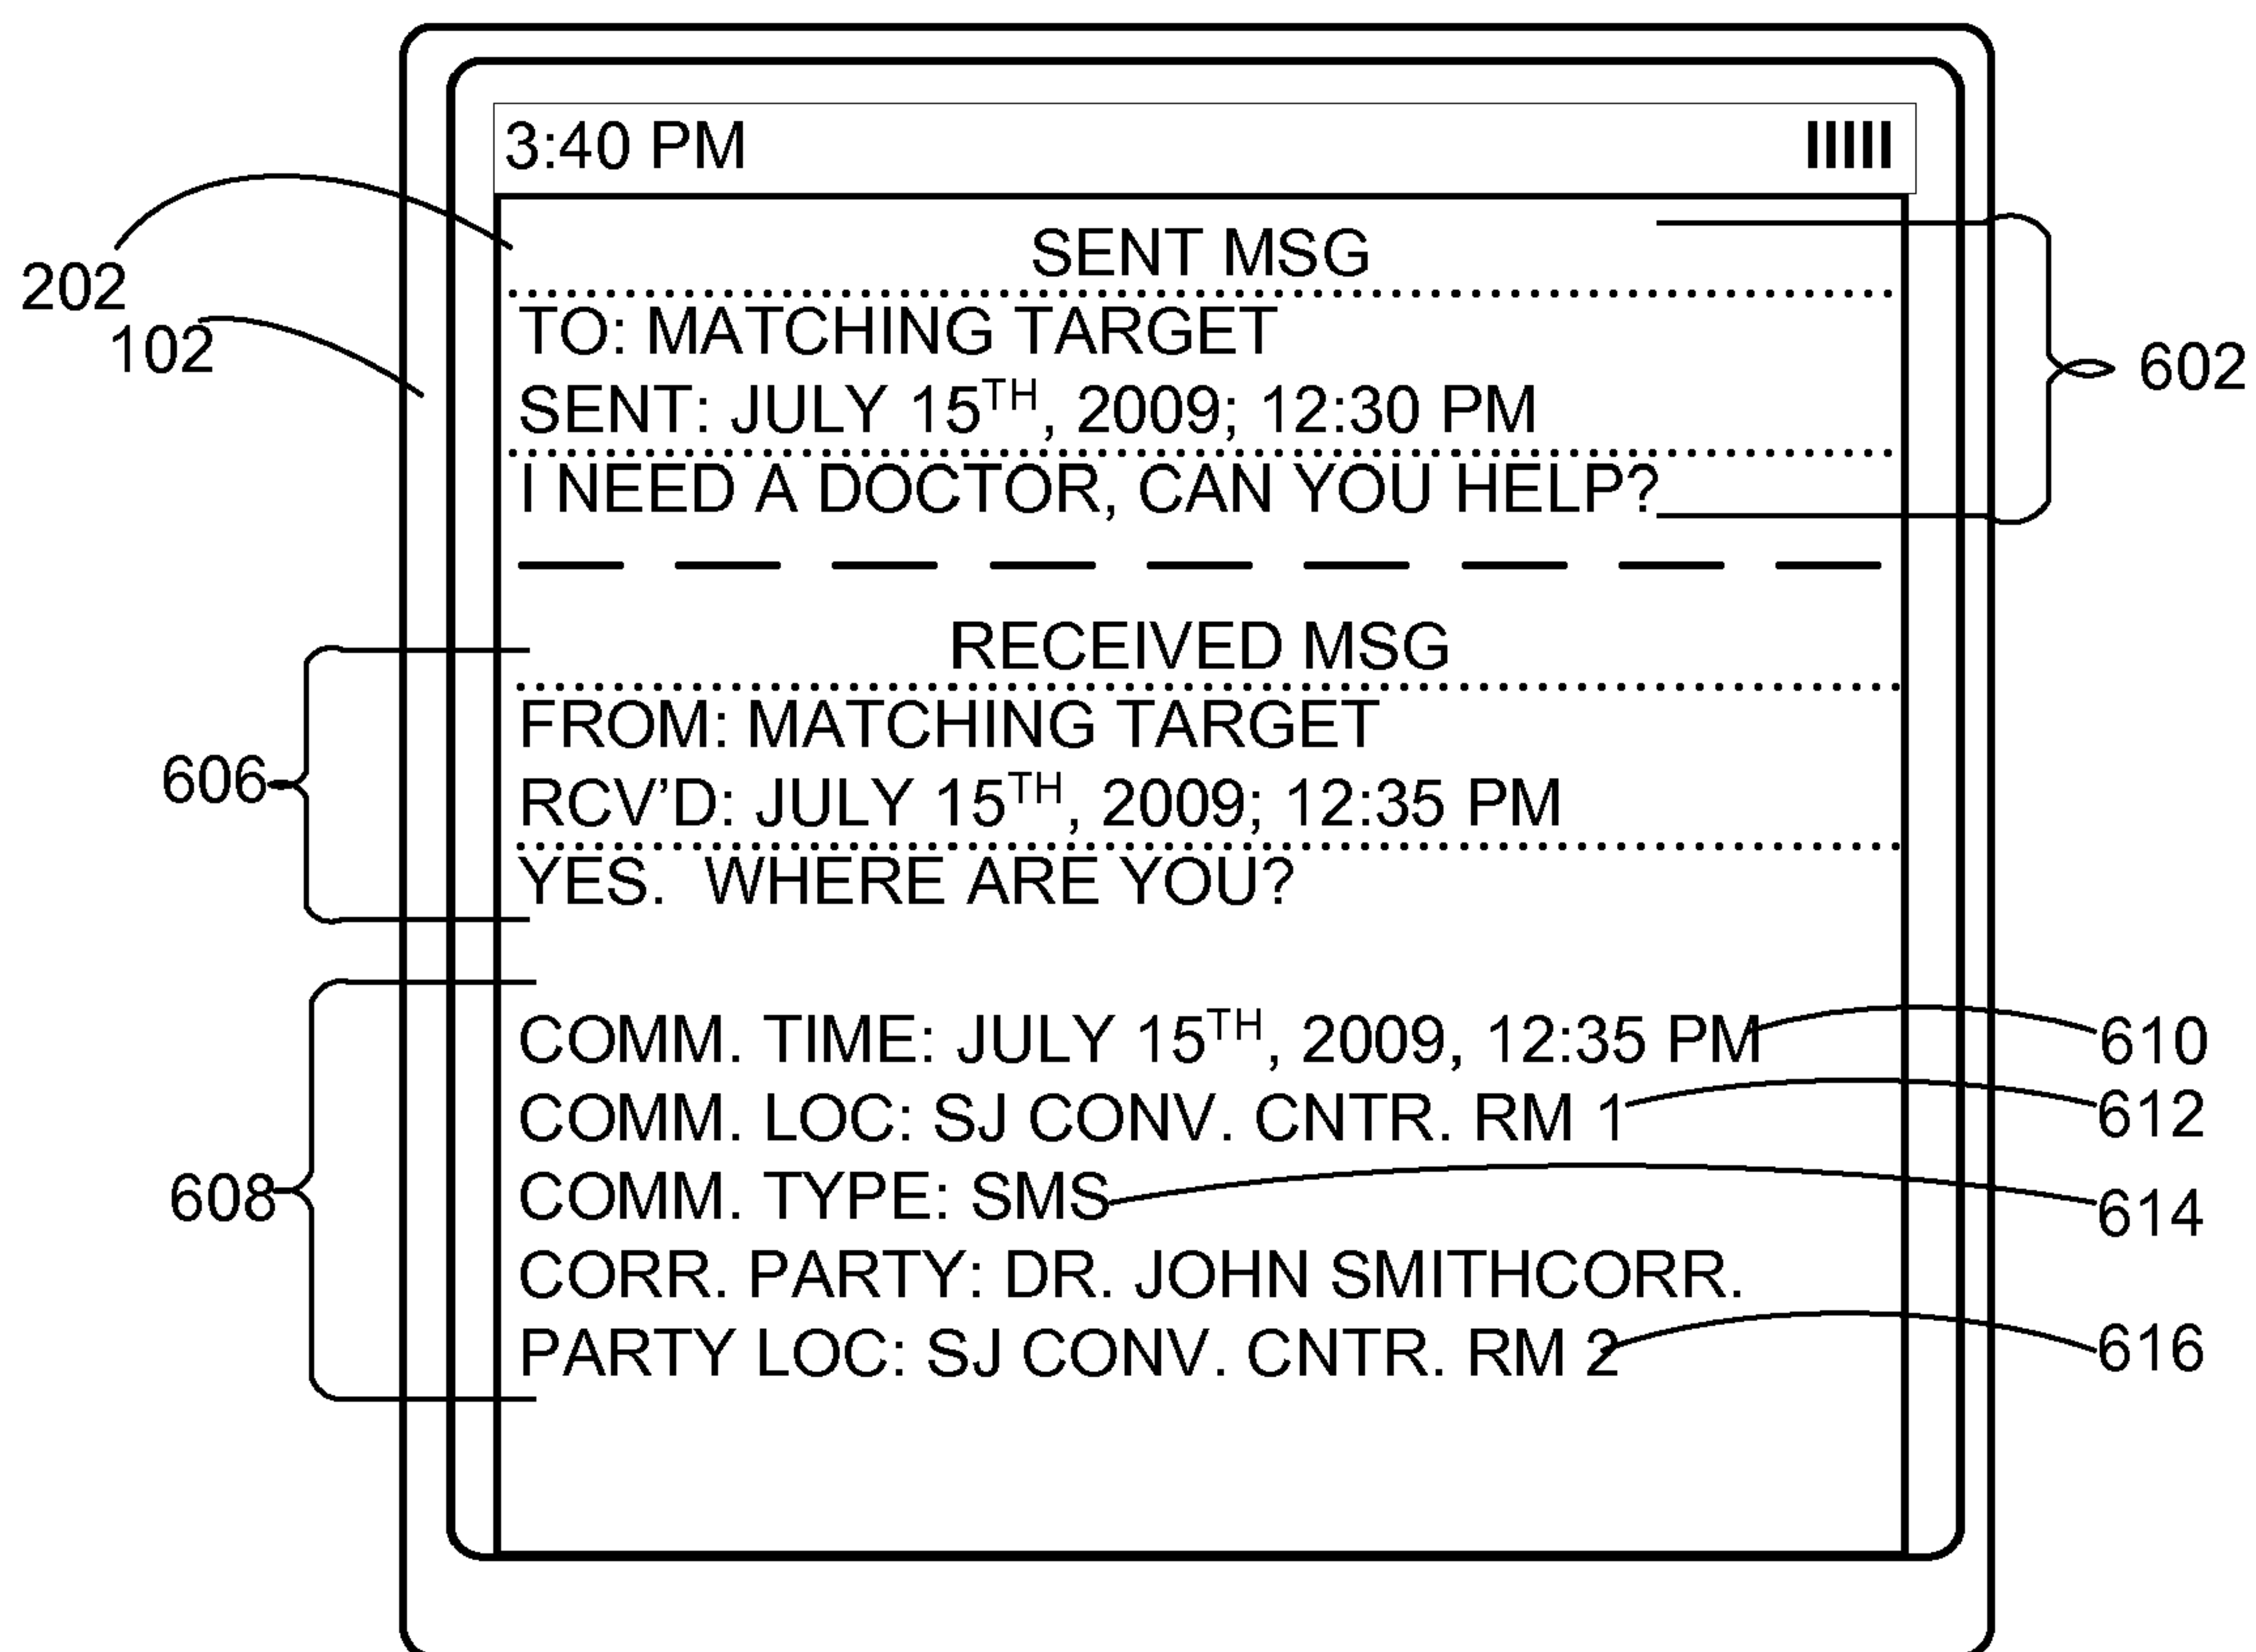 3:40 PM
SENT MSG
202
TO: MATCHING TARGET
102
602
SENT: JULY 15TH, 2009; 12:30 PM
I NEED A DOCTOR, CAN YOU HELP?
RECEIVED MSG
FROM: MATCHING TARGET
606
RCV'D: JULY 15TH, 2009; 12:35 PM
YES. WHERE ARE YOU?
COMM. TIME: JULY 15TH, 2009, 12:35 PM
610
COMM. LOC: SJ CONV. CNTR. RM 1
612
608
COMM. TYPE: SMS
614
CORR. PARTY: DR. JOHN SMITHCORR.
PARTY LOC: SJ CONV. CNTR. RM 2
616